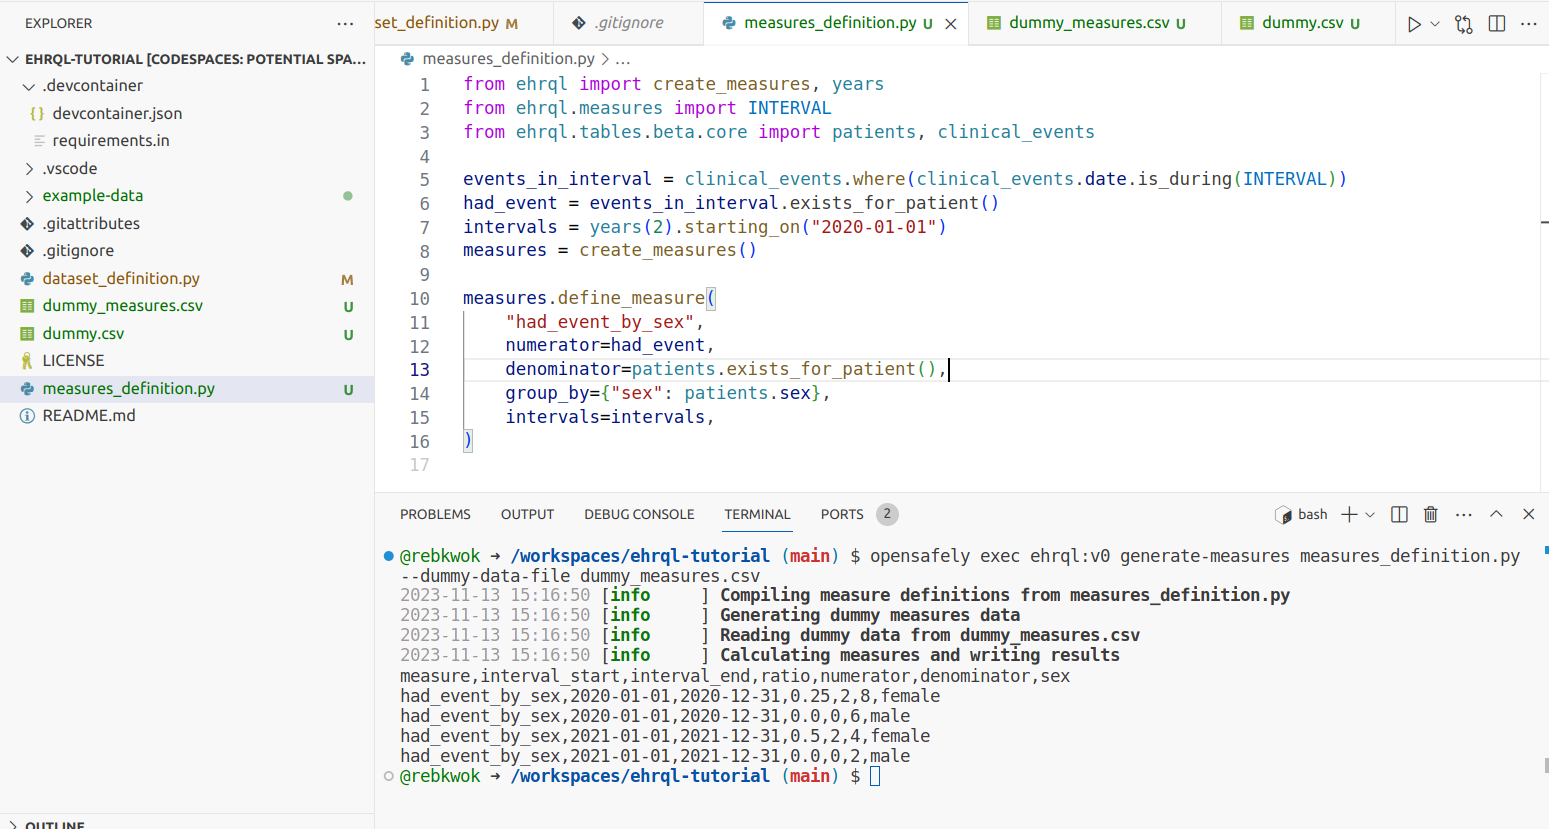 EXPLORER
EHRQL-TUTORIAL [CODESPACES: POTENTIAL SPA...
.devcontainer
{} devcontainer.json
requirements.in
.vscode
example-data
.gitattributes
.gitignore
dataset_definition.py M
dummy_measures.csv U
dummy.csv U
LICENSE
measures_definition.py U
README.md
OUTLINE
set_definition.py M .gitignore measures_definition.py U dummy_measures.csv U dummy.csv U
measures_definition.py > ...
1 from ehrql import create_measures, years
2 from ehrql.measures import INTERVAL
3 from ehrql.tables.beta.core import patients, clinical_events
4
5 events_in_interval = clinical_events.where(clinical_events.date.is_during(INTERVAL))
6 had_event = events_in_interval.exists_for_patient()
7 intervals = years(2).starting_on("2020-01-01")
8 measures = create_measures()
9
10 measures.define_measure(
11 "had_event_by_sex",
12 numerator=had_event,
13 denominator=patients.exists_for_patient(),
14 group_by={"sex": patients.sex},
15 intervals=intervals,
16 )
17
PROBLEMS OUTPUT DEBUG CONSOLE TERMINAL PORTS 2 bash
@rebkwok → /workspaces/ehrql-tutorial (main) $ opensafely exec ehrql:v0 generate-measures measures_definition.py
--dummy-data-file dummy_measures.csv
2023-11-13 15:16:50 [info ] Compiling measure definitions from measures_definition.py
2023-11-13 15:16:50 [info ] Generating dummy measures data
2023-11-13 15:16:50 [info ] Reading dummy data from dummy_measures.csv
2023-11-13 15:16:50 [info ] Calculating measures and writing results
measure,interval_start,interval_end,ratio,numerator,denominator,sex
had_event_by_sex,2020-01-01,2020-12-31,0.25,2,8,female
had_event_by_sex,2020-01-01,2020-12-31,0.0,0,6,male
had_event_by_sex,2021-01-01,2021-12-31,0.5,2,4,female
had_event_by_sex,2021-01-01,2021-12-31,0.0,0,2,male
@rebkwok → /workspaces/ehrql-tutorial (main) $